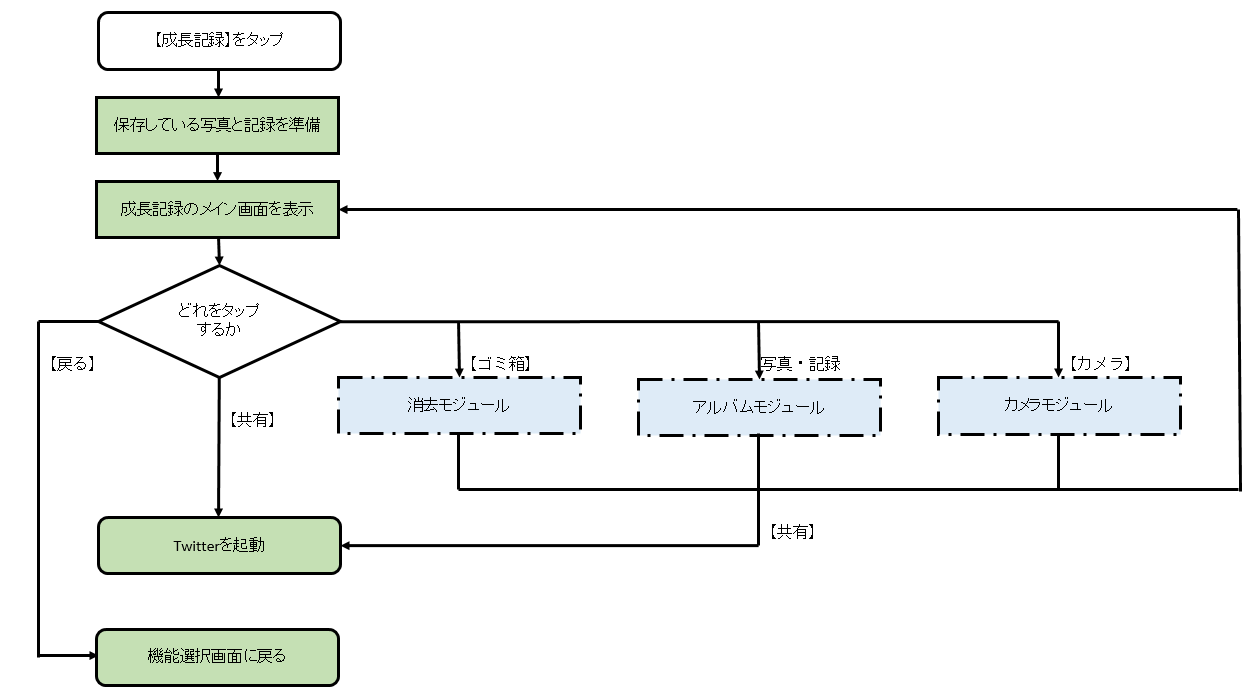 【成長記録】をタップ
保存している写真と記録を準備
成長記録のメイン画面を表示
どれをタップ
するか
【戻る】
【ゴミ箱】
写真・記録
【カメラ】
消去モジュール
アルバムモジュール
カメラモジュール
【共有】
【共有】
Twitterを起動
機能選択画面に戻る